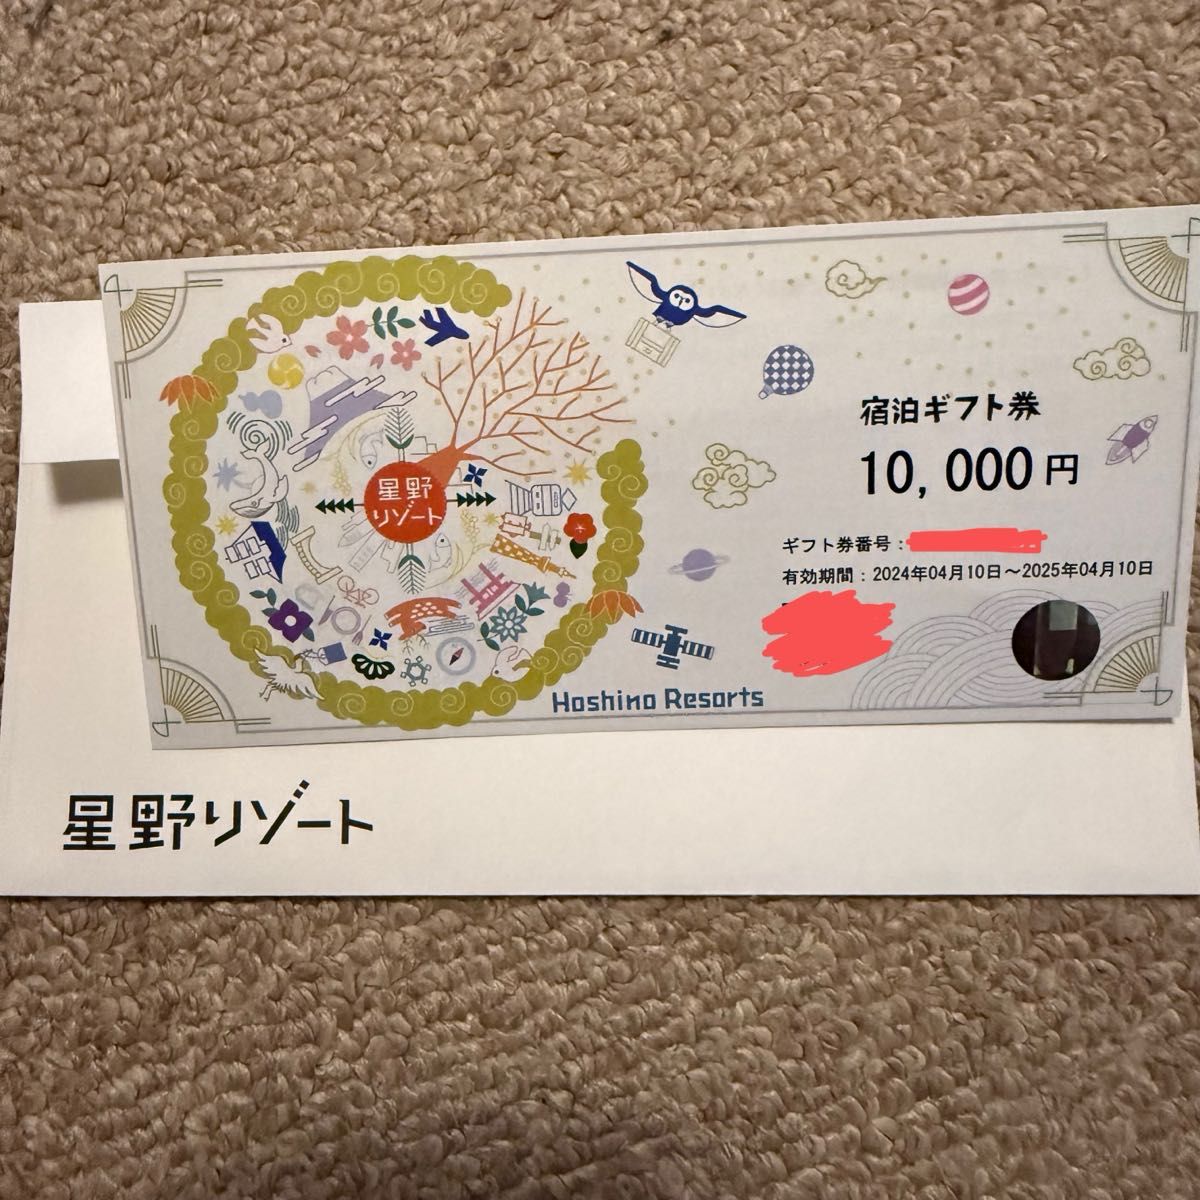 宿泊ギフト券
10,000円
星野
リゾート
ギフト券番号：
有効期間：2024年04月10日～2025年04月10日
Hoshino Resorts
星野リゾート